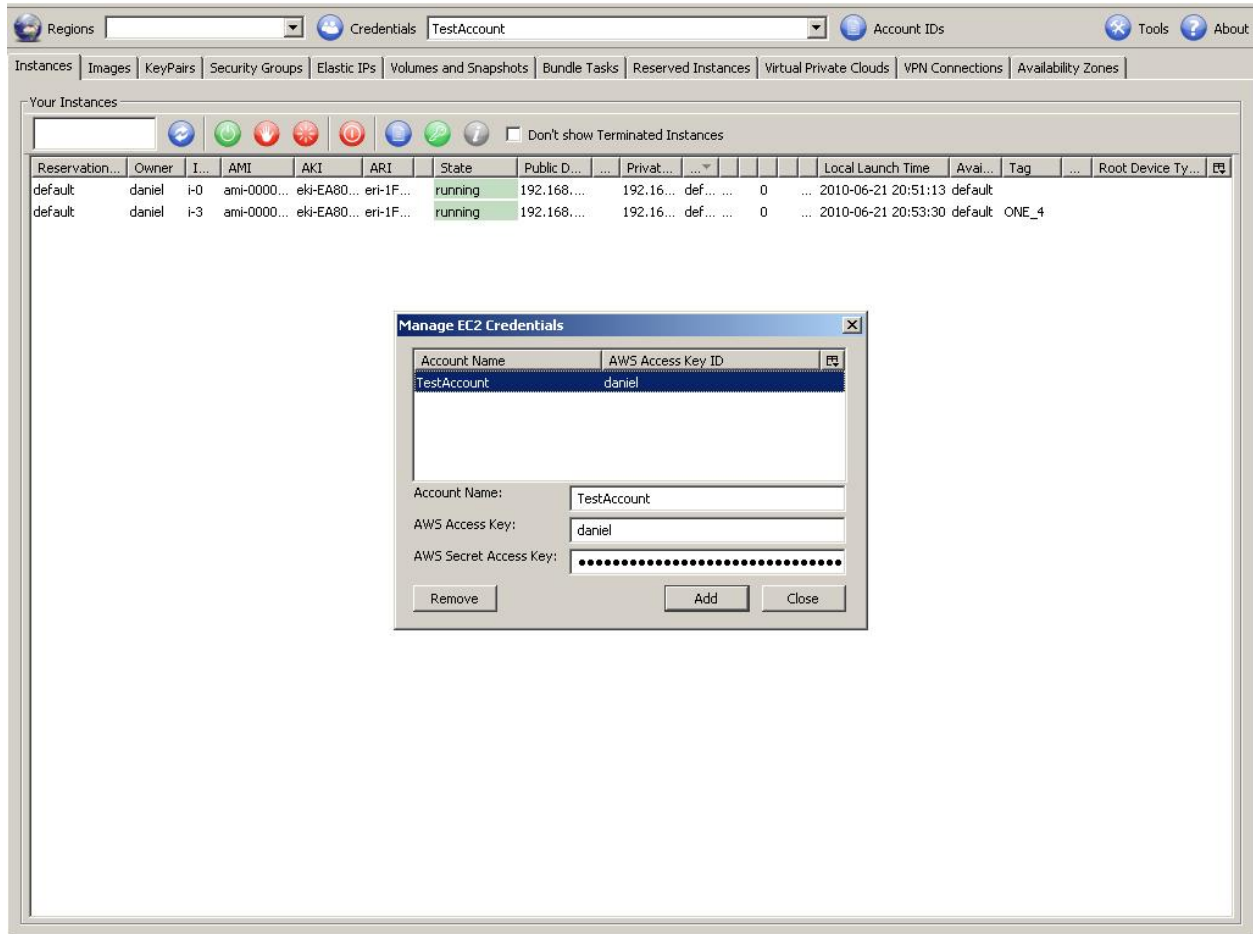 Regions Credentials TestAccount Account IDs Tools About
Instances Images KeyPairs Security Groups Elastic IPs Volumes and Snapshots Bundle Tasks Reserved Instances Virtual Private Clouds VPN Connections Availability Zones
Your Instances
Don't show Terminated Instances
Reservation... Owner I... AMI AKI ARI State Public D... ... Privat... ... Local Launch Time Avai... Tag ... Root Device Ty...
default daniel i-0 ami-0000... eki-EA80... eri-1F... running 192.168.... 192.16... def... ... 0 ... 2010-06-21 20:51:13 default
default daniel i-3 ami-0000... eki-EA80... eri-1F... running 192.168.... 192.16... def... ... 0 ... 2010-06-21 20:53:30 default ONE_4
Manage EC2 Credentials
Account Name AWS Access Key ID
TestAccount daniel
Account Name: TestAccount
AWS Access Key: daniel
AWS Secret Access Key: ●●●●●●●●●●●●●●●●●●●●●●●●●●●●●●●
Remove Add Close